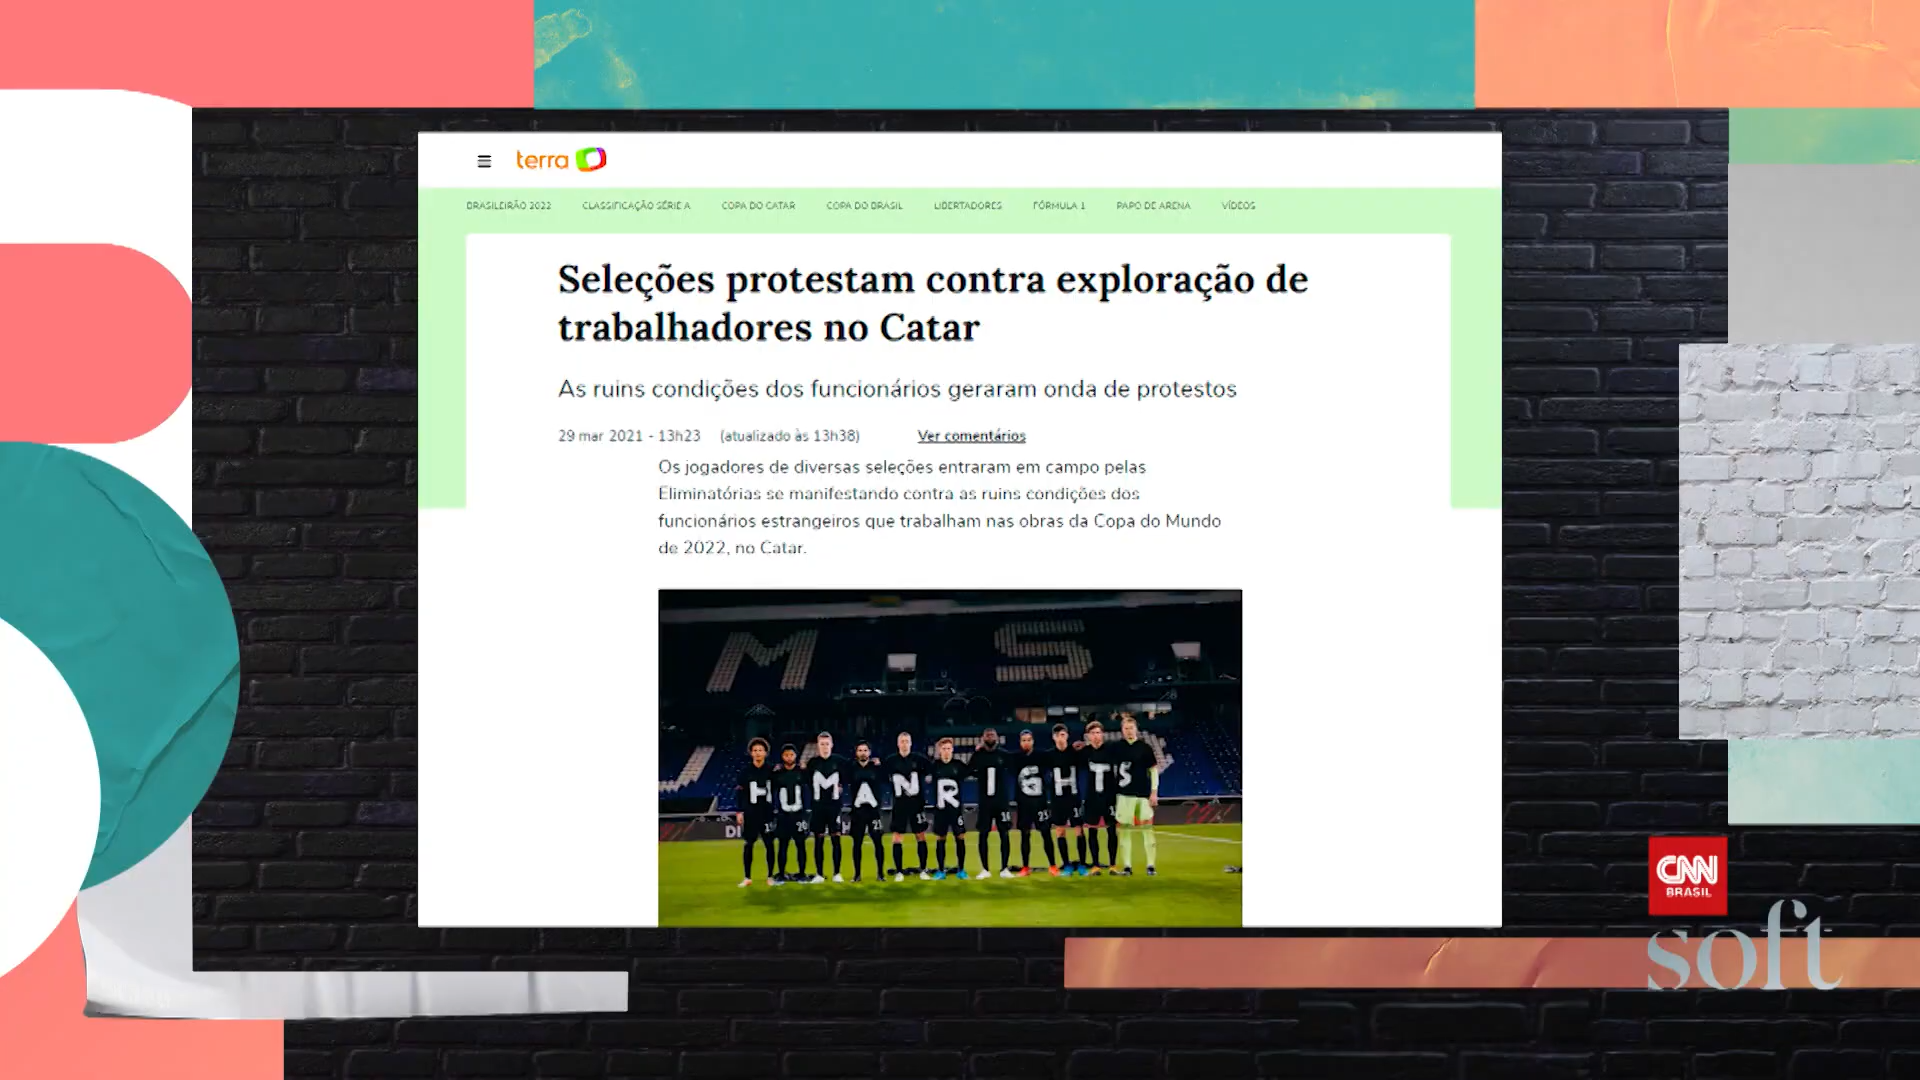 terra
BRASILEIRÃO 2022 CLASSIFICAÇÃO SÉRIE A COPA DO CATAR COPA DO BRASIL LIBERTADORES FÓRMULA 1 PAPO DE ARENA VÍDEOS
Seleções protestam contra exploração de
trabalhadores no Catar
As ruins condições dos funcionários geraram onda de protestos
29 mar 2021 - 13h23 (atualizado às 13h38) Ver comentários
Os jogadores de diversas seleções entraram em campo pelas
Eliminatórias se manifestando contra as ruins condições dos
funcionários estrangeiros que trabalham nas obras da Copa do Mundo
de 2022, no Catar.
M S
HUMANRIGHTS
CNN
BRASIL
soft